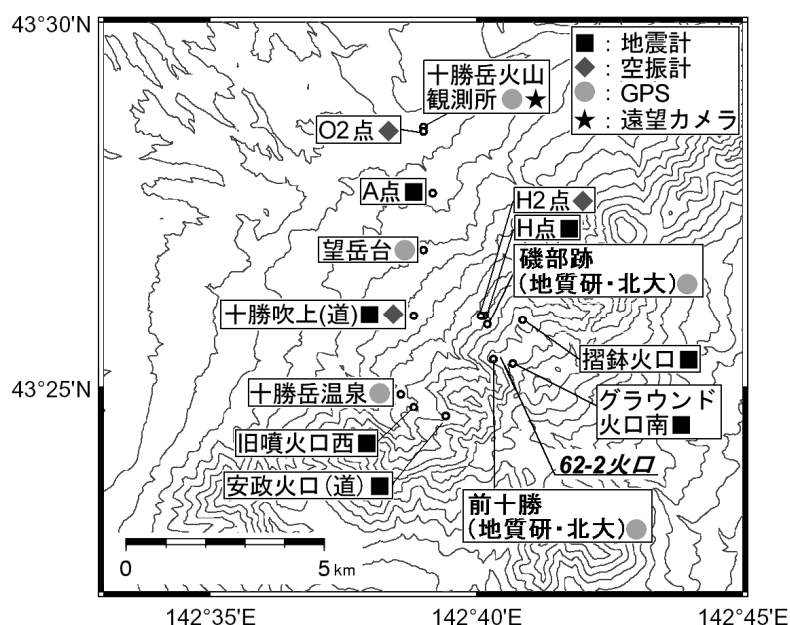 43°30'N
■：地震計
◆：空振計
●：GPS
★：遠望カメラ
十勝岳火山
観測所●★
O2点◆
A点■
H2点◆
H点■
磯部跡
(地質研・北大)●
望岳台●
十勝吹上(道)■◆
摺鉢火口■
43°25'N
十勝岳温泉●
グラウンド
火口南■
旧噴火口西■
62-2火口
安政火口(道)■
前十勝
(地質研・北大)●
0 5 km
142°35'E 142°40'E 142°45'E